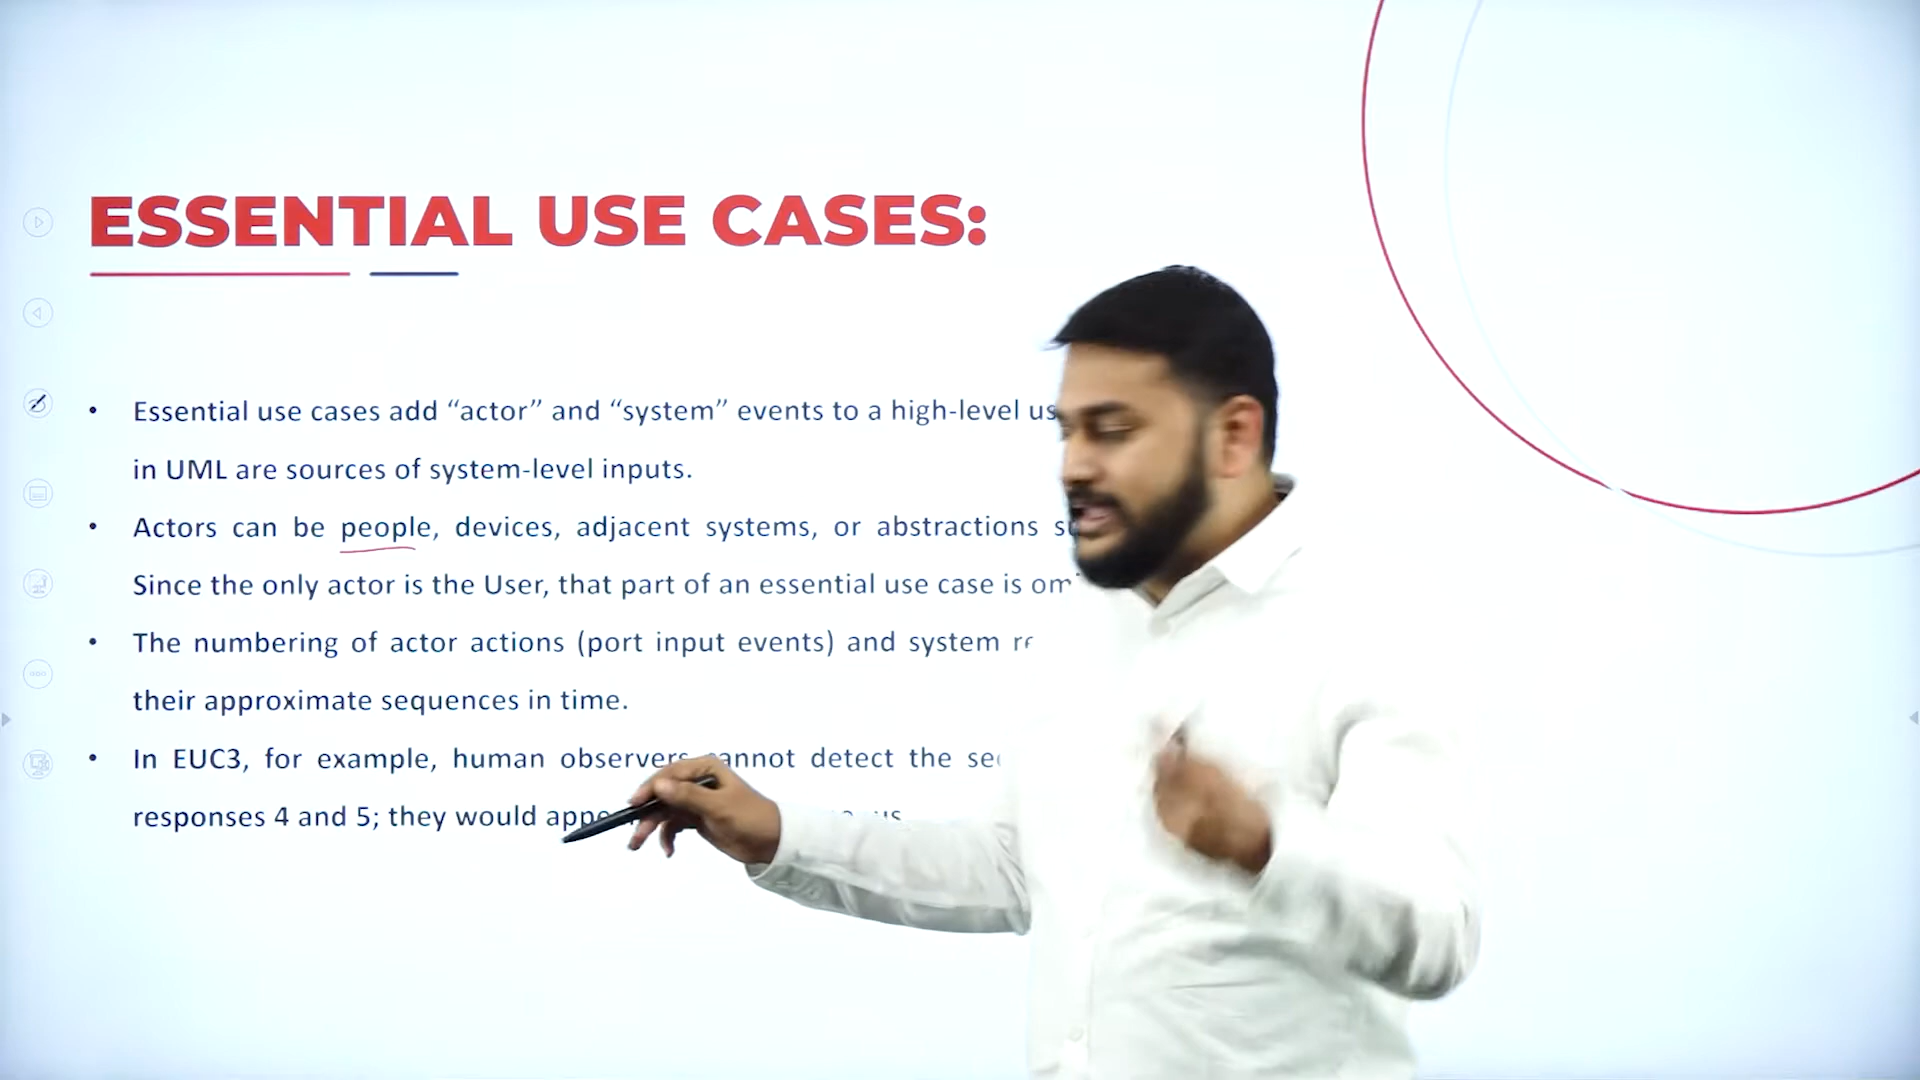 ESSENTIAL USE CASES:
• Essential use cases add “actor” and “system” events to a high-level
in UML are sources of system-level inputs.
• Actors can be people, devices, adjacent systems, or abstractions
Since the only actor is the User, that part of an essential use case is
• The numbering of actor actions (port input events) and system
their approximate sequences in time.
• In EUC3, for example, human observers cannot detect the
responses 4 and 5; they would